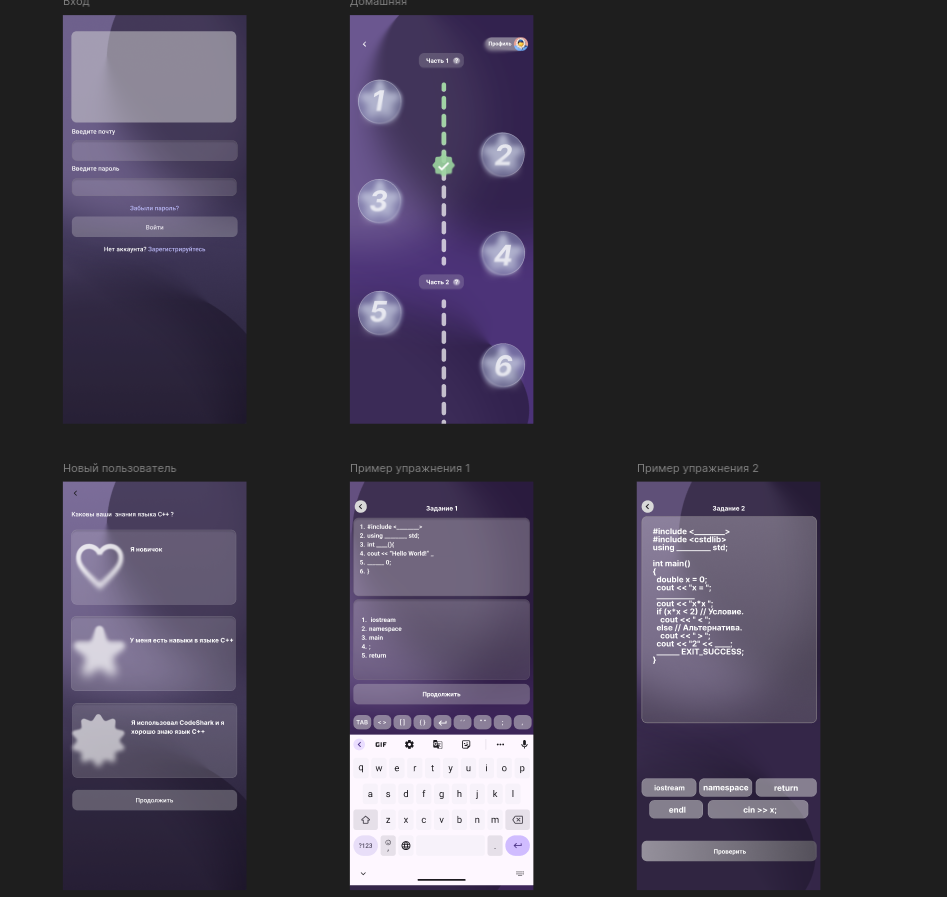 Вход
Введите почту
Введите пароль
Забыли пароль?
Войти
Нет аккаунта? Зарегистрируйтесь
Домашняя
Профиль
Часть 1 ?
1
2
3
4
Часть 2 ?
5
6
Новый пользователь
Каковы ваши знания языка C++ ?
Я новичок
У меня есть навыки в языке C++
Я использовал CodeShark и я
хорошо знаю язык C++
Продолжить
Пример упражнения 1
Задание 1
1. #include <________>
2. using ________ std;
3. int ____(){
4. cout << "Hello World!" _
5. ______ 0;
6. }
1. iostream
2. namespace
3. main
4. ;
5. return
Продолжить
TAB < > [ ] ( ) ' ' " " ; ,
GIF
q w e r t y u i o p
a s d f g h j k l
z x c v b n m
?123 , .
Пример упражнения 2
Задание 2
#include <________>
#include <cstdlib>
using _________ std;
int main()
{
double x = 0;
cout << "x = ";
__________
cout << "x*x ";
if (x*x < 2) // Условие.
cout << " < ";
else // Альтернатива.
cout << " > ";
cout << "2" << ____;
______ EXIT_SUCCESS;
}
iostream namespace return
endl cin >> x;
Проверить